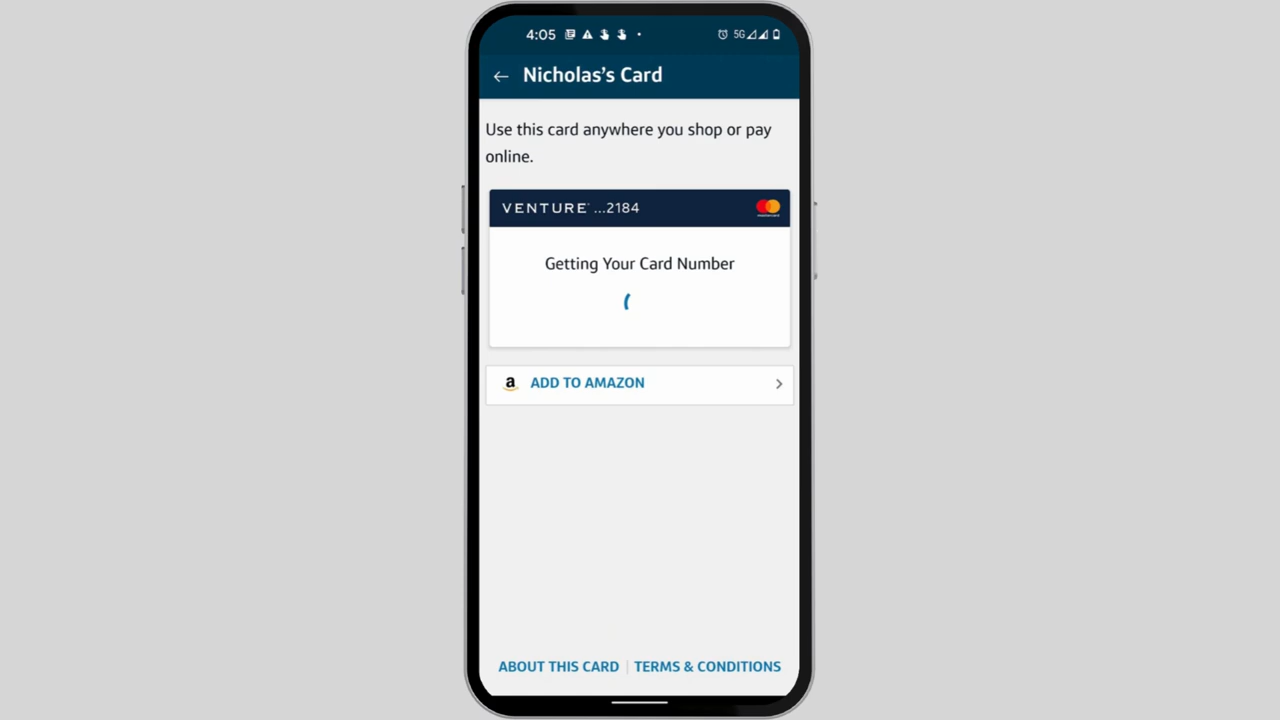 4:05 5G
Nicholas's Card
Use this card anywhere you shop or pay
online.
VENTURE ...2184
mastercard
Getting Your Card Number
a ADD TO AMAZON
ABOUT THIS CARD | TERMS & CONDITIONS